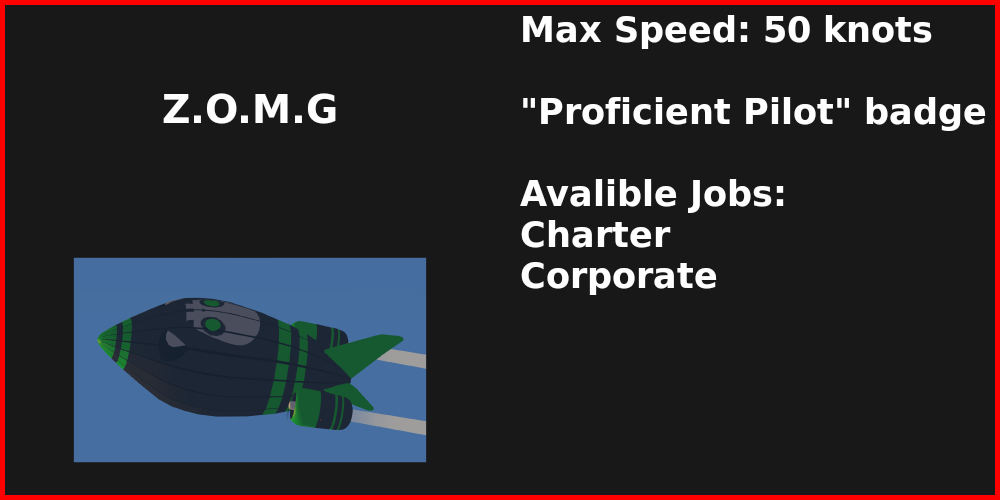 Z.O.M.G
Max Speed: 50 knots
"Proficient Pilot" badge
Avalible Jobs:
Charter
Corporate